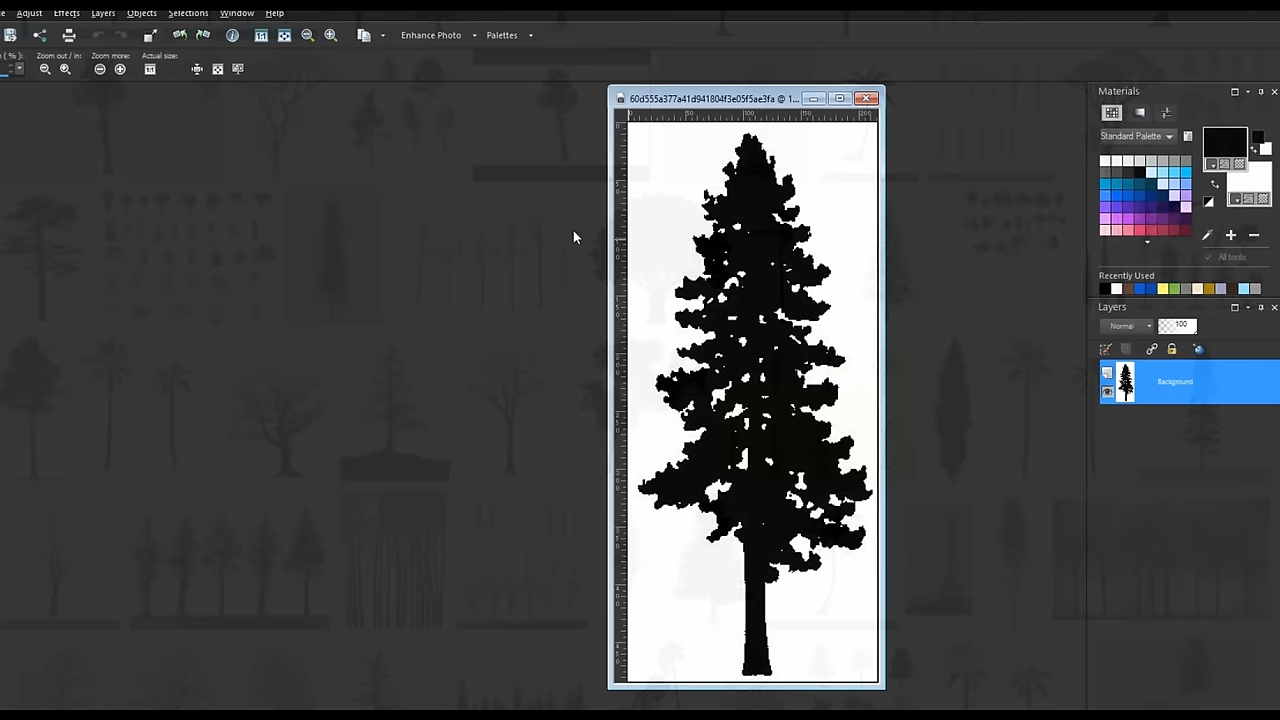 Adjust Effects Layers Objects Selections Window Help
Enhance Photo Palettes
( % ): Zoom out / in: Zoom more: Actual size:
60d555a377a41d941804f3e05f5ae3fa @ 1...
Materials
Standard Palette
All tools
Recently Used
Layers
Normal 100
Background